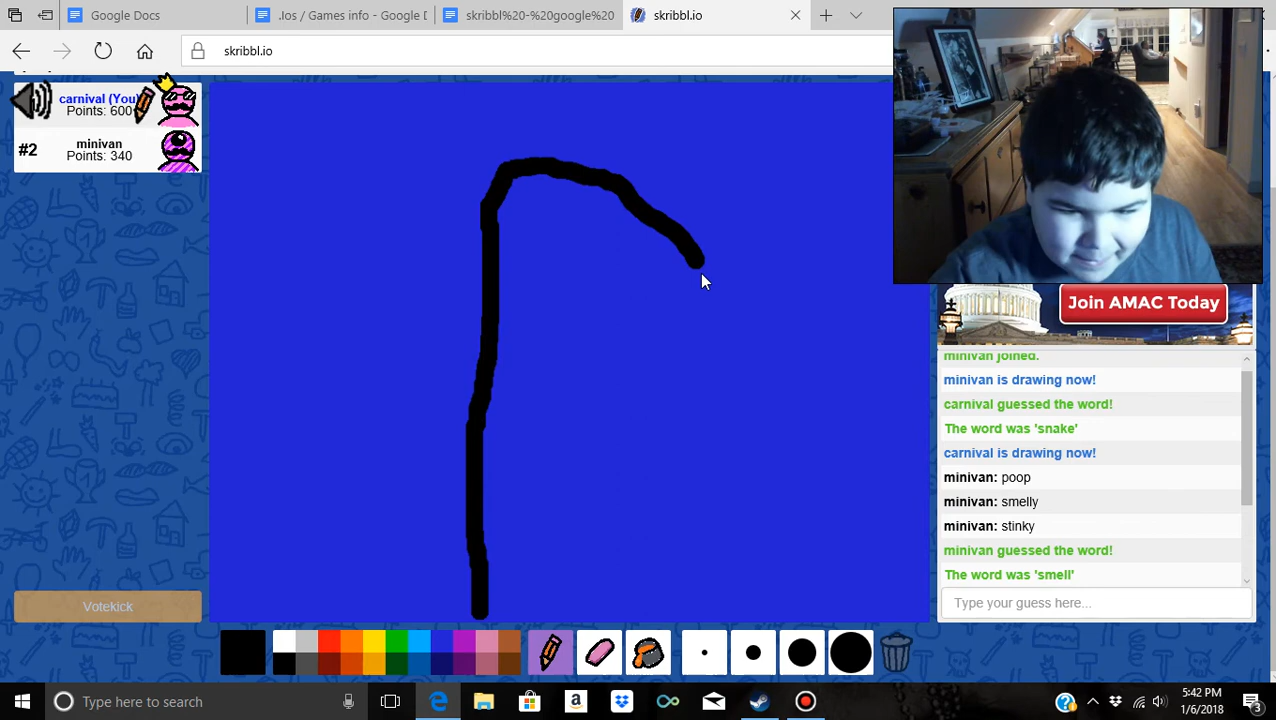 Google Docs
.Ios / Games info - Google D
skribbl%20-%20google%20
skribbl.io
skribbl.io
carnival (You)
Points: 600
#2
minivan
Points: 340
Join AMAC Today
minivan joined.
minivan is drawing now!
carnival guessed the word!
The word was 'snake'
carnival is drawing now!
minivan: poop
minivan: smelly
minivan: stinky
minivan guessed the word!
The word was 'smell'
Votekick
Type your guess here...
Type here to search
5:42 PM
1/6/2018
3